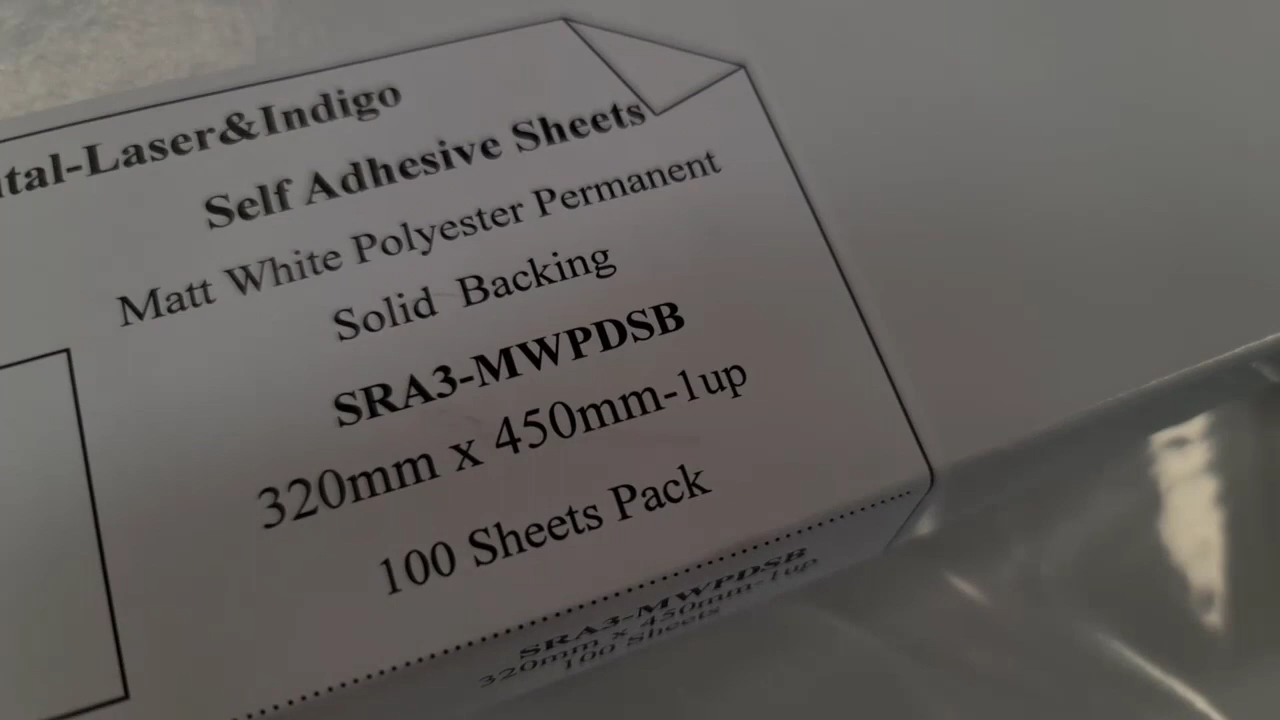 tal-Laser&Indigo
Self Adhesive Sheets
Matt White Polyester Permanent
Solid Backing
SRA3-MWPDSB
320mm x 450mm-1up
100 Sheets Pack
SRA3-MWPDSB
320mm x 450mm-1up
100 Sheets